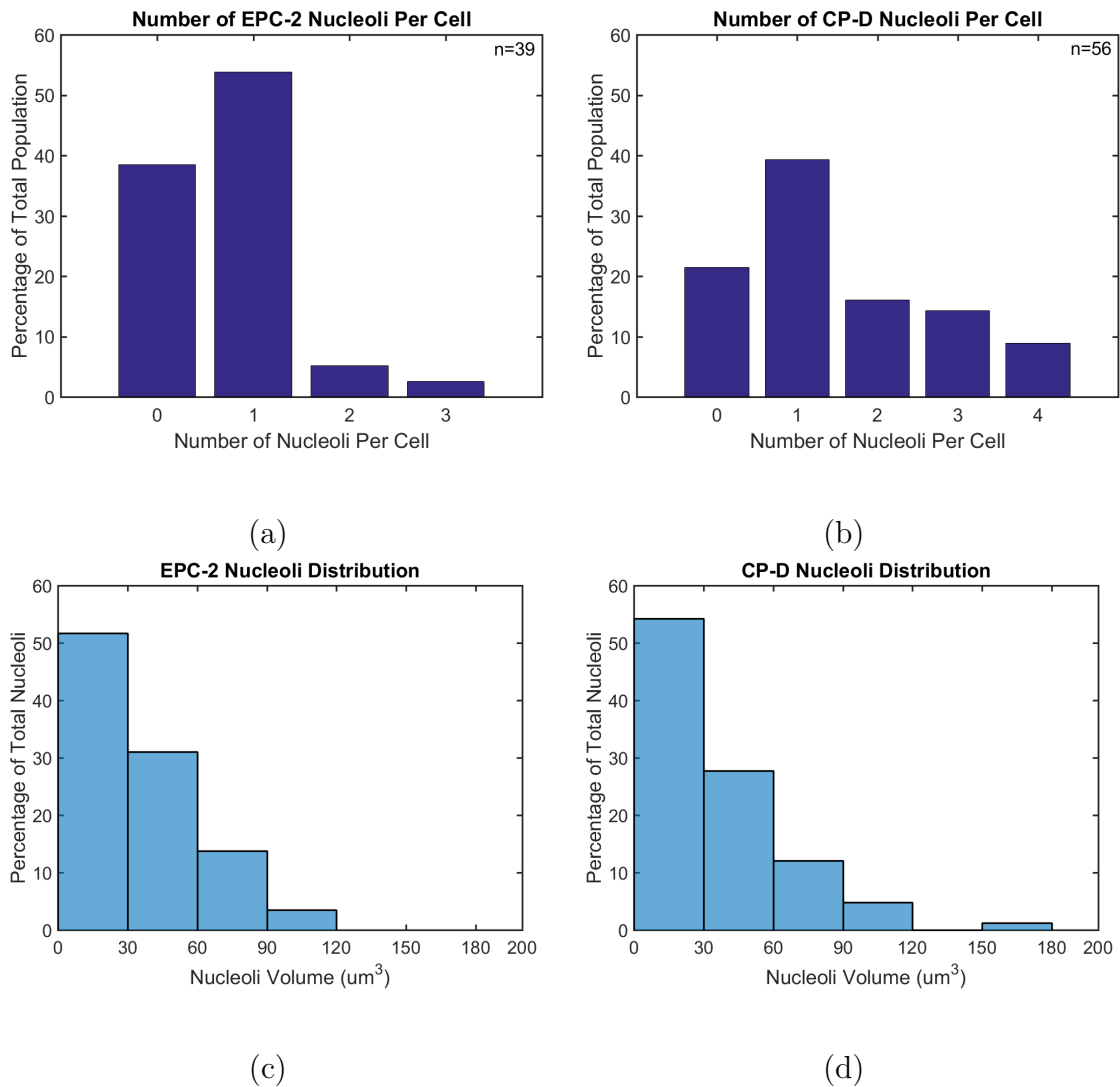 Number of EPC-2 Nucleoli Per Cell
n=39
Percentage of Total Population
60
50
40
30
20
10
0
0 1 2 3
Number of Nucleoli Per Cell
(a)
Number of CP-D Nucleoli Per Cell
n=56
Percentage of Total Population
60
50
40
30
20
10
0
0 1 2 3 4
Number of Nucleoli Per Cell
(b)
EPC-2 Nucleoli Distribution
Percentage of Total Nucleoli
60
50
40
30
20
10
0
0 30 60 90 120 150 180 200
Nucleoli Volume (um³)
(c)
CP-D Nucleoli Distribution
Percentage of Total Nucleoli
60
50
40
30
20
10
0
0 30 60 90 120 150 180 200
Nucleoli Volume (um³)
(d)